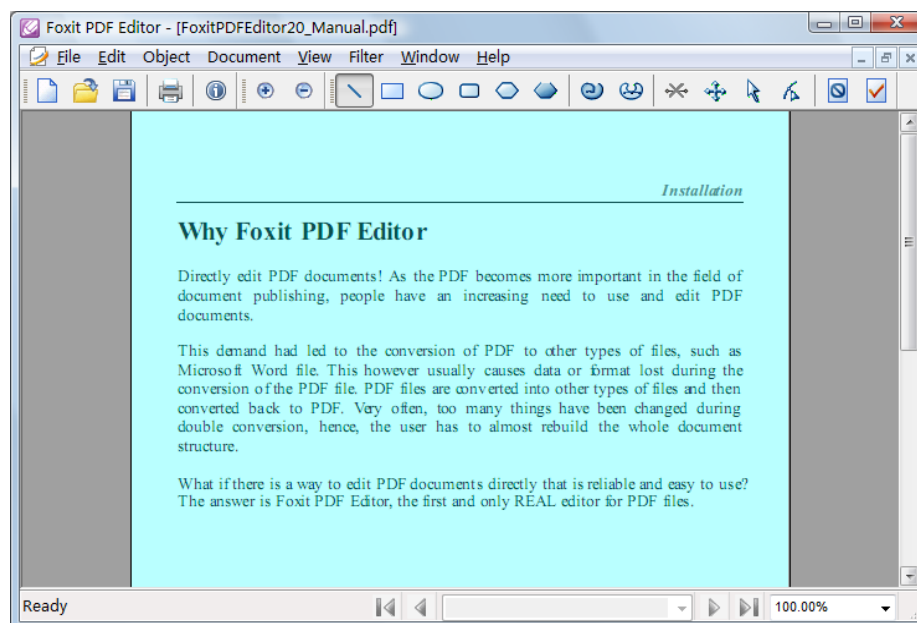 Foxit PDF Editor - [FoxitPDFEditor20_Manual.pdf]
File Edit Object Document View Filter Window Help
Installation
Why Foxit PDF Editor
Directly edit PDF documents! As the PDF becomes more important in the field of
document publishing, people have an increasing need to use and edit PDF
documents.
This demand had led to the conversion of PDF to other types of files, such as
Microsoft Word file. This however usually causes data or format lost during the
conversion of the PDF file. PDF files are converted into other types of files and then
converted back to PDF. Very often, too many things have been changed during
double conversion, hence, the user has to almost rebuild the whole document
structure.
What if there is a way to edit PDF documents directly that is reliable and easy to use?
The answer is Foxit PDF Editor, the first and only REAL editor for PDF files.
Ready 100.00%